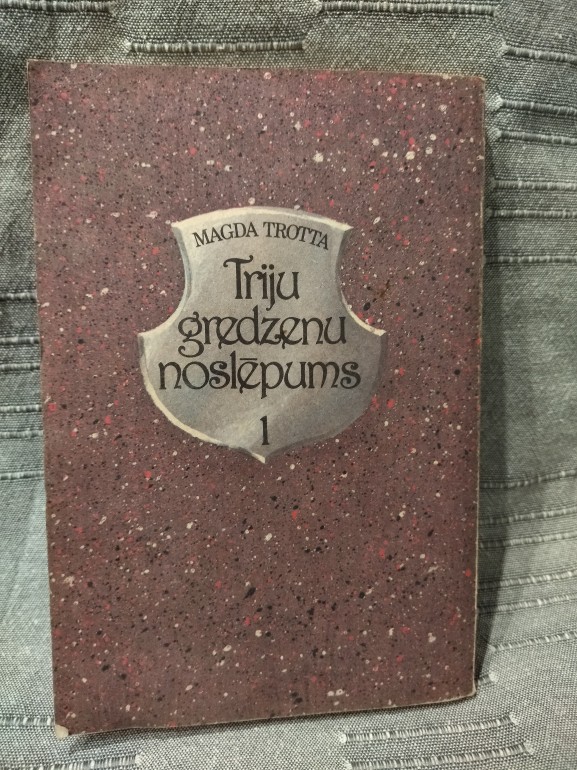 MAGDA TROTTA
Triju
gredzenu
noslēpums
1